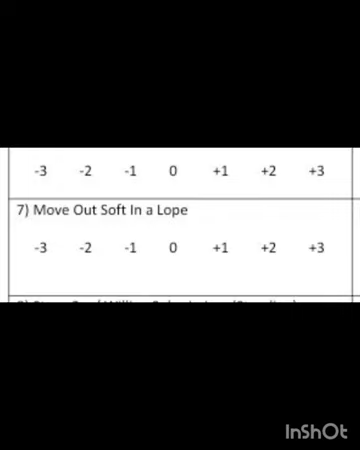 -3 -2 -1 0 +1 +2 +3
7) Move Out Soft In a Lope
-3 -2 -1 0 +1 +2 +3
InShOt